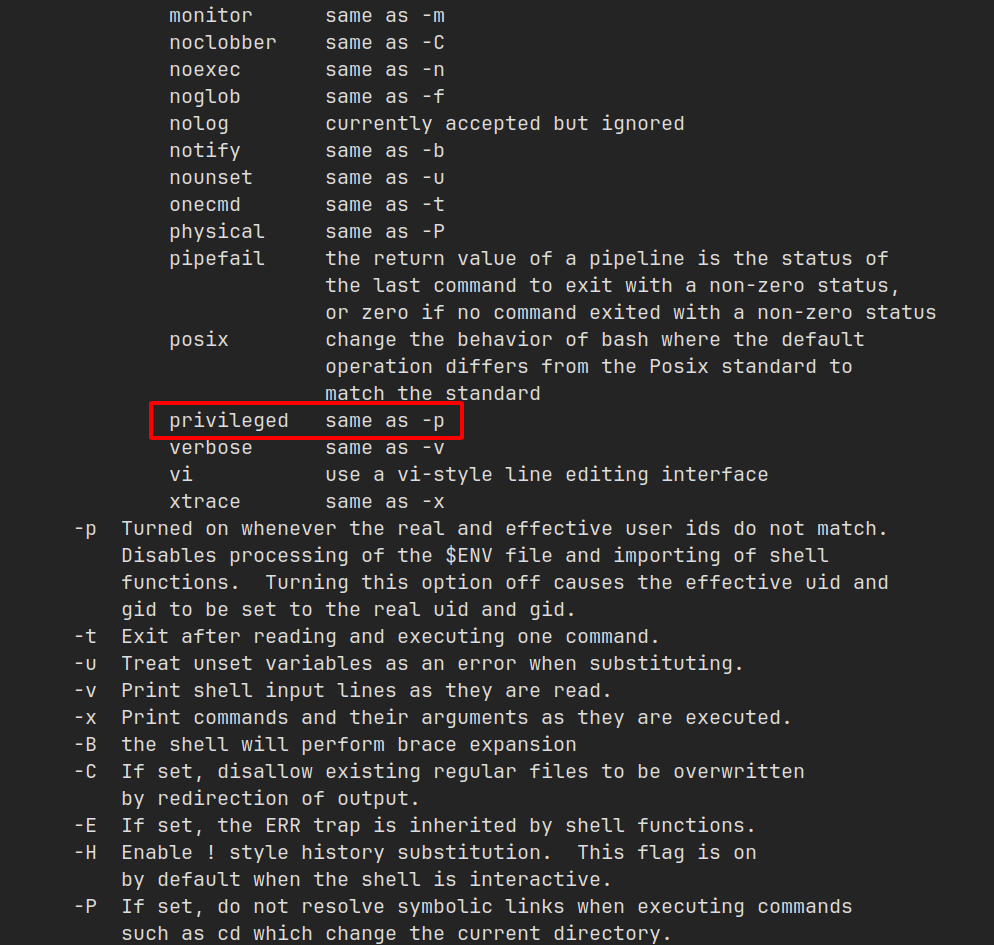 monitor same as -m
noclobber same as -C
noexec same as -n
noglob same as -f
nolog currently accepted but ignored
notify same as -b
nounset same as -u
onecmd same as -t
physical same as -P
pipefail the return value of a pipeline is the status of
the last command to exit with a non-zero status,
or zero if no command exited with a non-zero status
posix change the behavior of bash where the default
operation differs from the Posix standard to
match the standard
privileged same as -p
verbose same as -v
vi use a vi-style line editing interface
xtrace same as -x
-p Turned on whenever the real and effective user ids do not match.
Disables processing of the $ENV file and importing of shell
functions. Turning this option off causes the effective uid and
gid to be set to the real uid and gid.
-t Exit after reading and executing one command.
-u Treat unset variables as an error when substituting.
-v Print shell input lines as they are read.
-x Print commands and their arguments as they are executed.
-B the shell will perform brace expansion
-C If set, disallow existing regular files to be overwritten
by redirection of output.
-E If set, the ERR trap is inherited by shell functions.
-H Enable ! style history substitution. This flag is on
by default when the shell is interactive.
-P If set, do not resolve symbolic links when executing commands
such as cd which change the current directory.